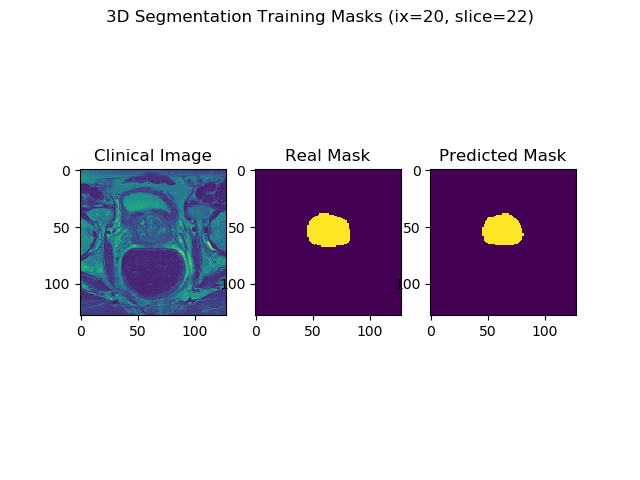 3D Segmentation Training Masks (ix=20, slice=22)
Clinical Image Real Mask Predicted Mask
0 0 0
50 50 50
100 100 100
0 50 100 0 50 100 0 50 100